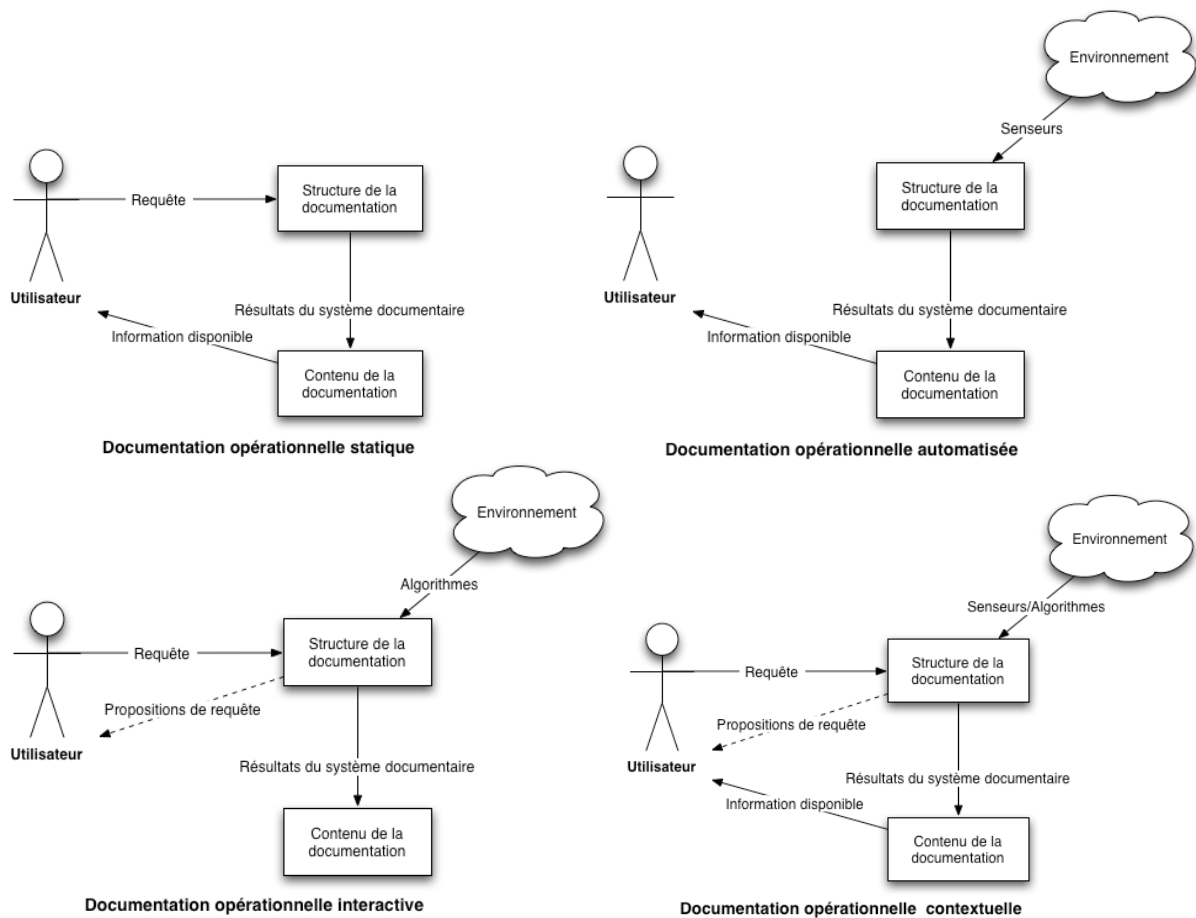 Requête
Structure de la
documentation
Utilisateur
Résultats du système documentaire
Information disponible
Contenu de la
documentation
Documentation opérationnelle statique
Environnement
Senseurs
Structure de la
documentation
Utilisateur
Résultats du système documentaire
Information disponible
Contenu de la
documentation
Documentation opérationnelle automatisée
Environnement
Algorithmes
Requête
Structure de la
documentation
Propositions de requête
Utilisateur
Résultats du système documentaire
Contenu de la
documentation
Documentation opérationnelle interactive
Environnement
Senseurs/Algorithmes
Requête
Structure de la
documentation
Propositions de requête
Utilisateur
Résultats du système documentaire
Information disponible
Contenu de la
documentation
Documentation opérationnelle contextuelle